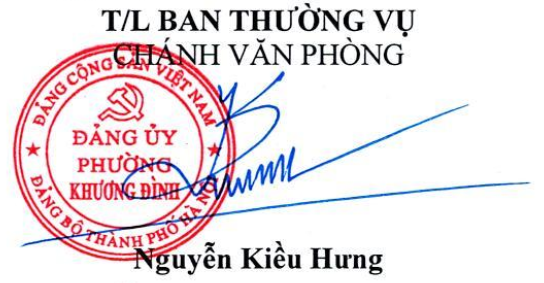 T/L BAN THƯỜNG VỤ
CHÁNH VĂN PHÒNG
ĐẢNG CỘNG SẢN VIỆT NAM
ĐẢNG ỦY
PHƯỜNG
KHƯƠNG ĐÌNH
ĐẢNG BỘ THÀNH PHỐ HÀ NỘI
Nguyễn Kiều Hưng